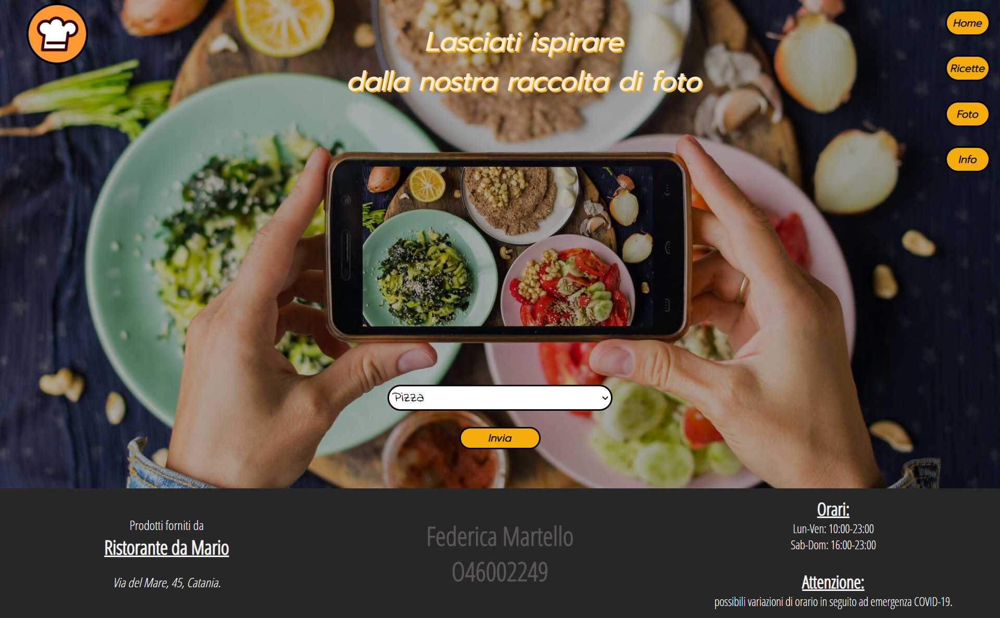 Lasciati ispirare
dalla nostra raccolta di foto
Home
Ricette
Foto
Info
Pizza
Invia
Prodotti forniti da
Ristorante da Mario
Via del Mare, 45, Catania.
Federica Martello
O46002249
Orari:
Lun-Ven: 10:00-23:00
Sab-Dom: 16:00-23:00
Attenzione:
possibili variazioni di orario in seguito ad emergenza COVID-19.